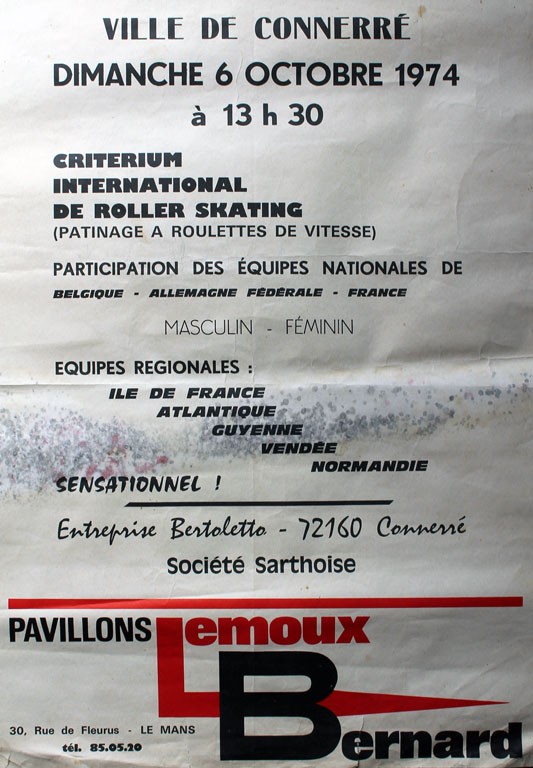 VILLE DE CONNERRÉ
DIMANCHE 6 OCTOBRE 1974
à 13 h 30
CRITERIUM
INTERNATIONAL
DE ROLLER SKATING
(PATINAGE A ROULETTES DE VITESSE)
PARTICIPATION DES ÉQUIPES NATIONALES DE
BELGIQUE - ALLEMAGNE FÉDÉRALE - FRANCE
MASCULIN - FÉMININ
EQUIPES REGIONALES :
ILE DE FRANCE
ATLANTIQUE
GUYENNE
VENDÉE
NORMANDIE
SENSATIONNEL !
Entreprise Bertoletto - 72160 Connerré
Société Sarthoise
PAVILLONS Lemoux
Bernard
30, Rue de Fleurus - LE MANS
tél. 85.05.20